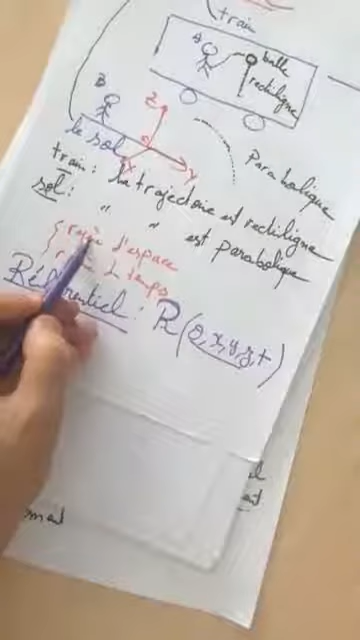 train
A
balle
rectiligne
B
Z
le sol
O
X
Y
Parabolique
train : La trajectoire est rectiligne
sol : " " est parabolique
repère d'espace
de temps
Référentiel : R (O, x, y, z, t)